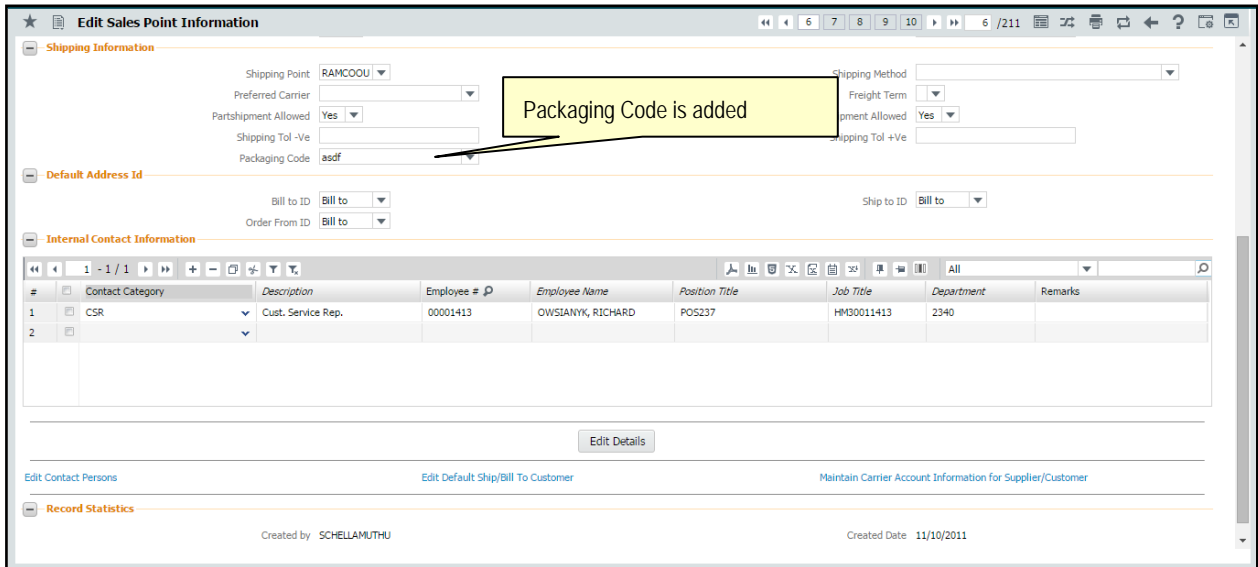 Edit Sales Point Information 6 7 8 9 10 6 /211
Shipping Information
Shipping Point RAMCOOU Shipping Method
Preferred Carrier Freight Term
Partshipment Allowed Yes pment Allowed Yes
Shipping Tol -Ve Shipping Tol +Ve
Packaging Code asdf
Packaging Code is added
Default Address Id
Bill to ID Bill to Ship to ID Bill to
Order From ID Bill to
Internal Contact Information
1 - 1 / 1 All
# Contact Category Description Employee # Employee Name Position Title Job Title Department Remarks
1 CSR Cust. Service Rep. 00001413 OWSIANYK, RICHARD POS237 HM30011413 2340
2
Edit Details
Edit Contact Persons Edit Default Ship/Bill To Customer Maintain Carrier Account Information for Supplier/Customer
Record Statistics
Created by SCHELLAMUTHU Created Date 11/10/2011